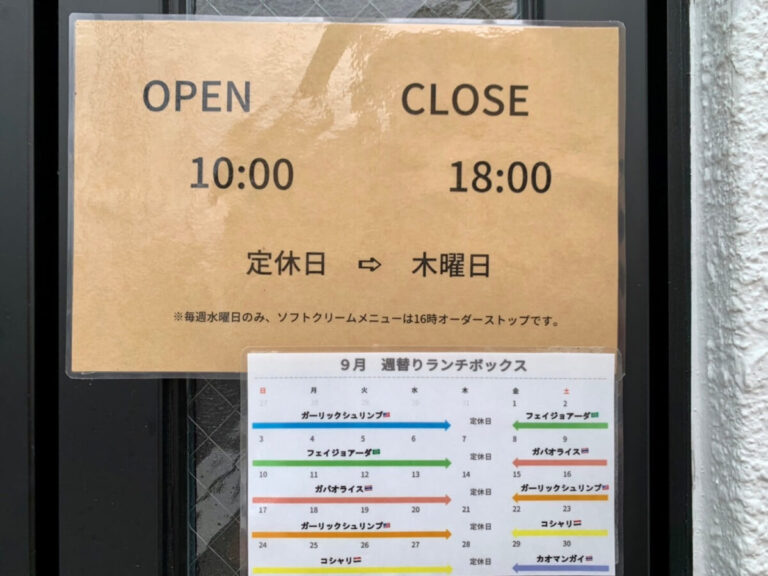 OPEN CLOSE
10:00 18:00
定休日 ⇨ 木曜日
※毎週水曜日のみ、ソフトクリームメニューは16時オーダーストップです。
9月 週替りランチボックス
日 月 火 水 木 金 土
27 28 29 30 31 1 2
ガーリックシュリンプ 定休日 フェイジョアーダ
3 4 5 6 7 8 9
フェイジョアーダ 定休日 ガパオライス
10 11 12 13 14 15 16
ガパオライス 定休日 ガーリックシュリンプ
17 18 19 20 21 22 23
ガーリックシュリンプ 定休日 コシャリ
24 25 26 27 28 29 30
コシャリ 定休日 カオマンガイ